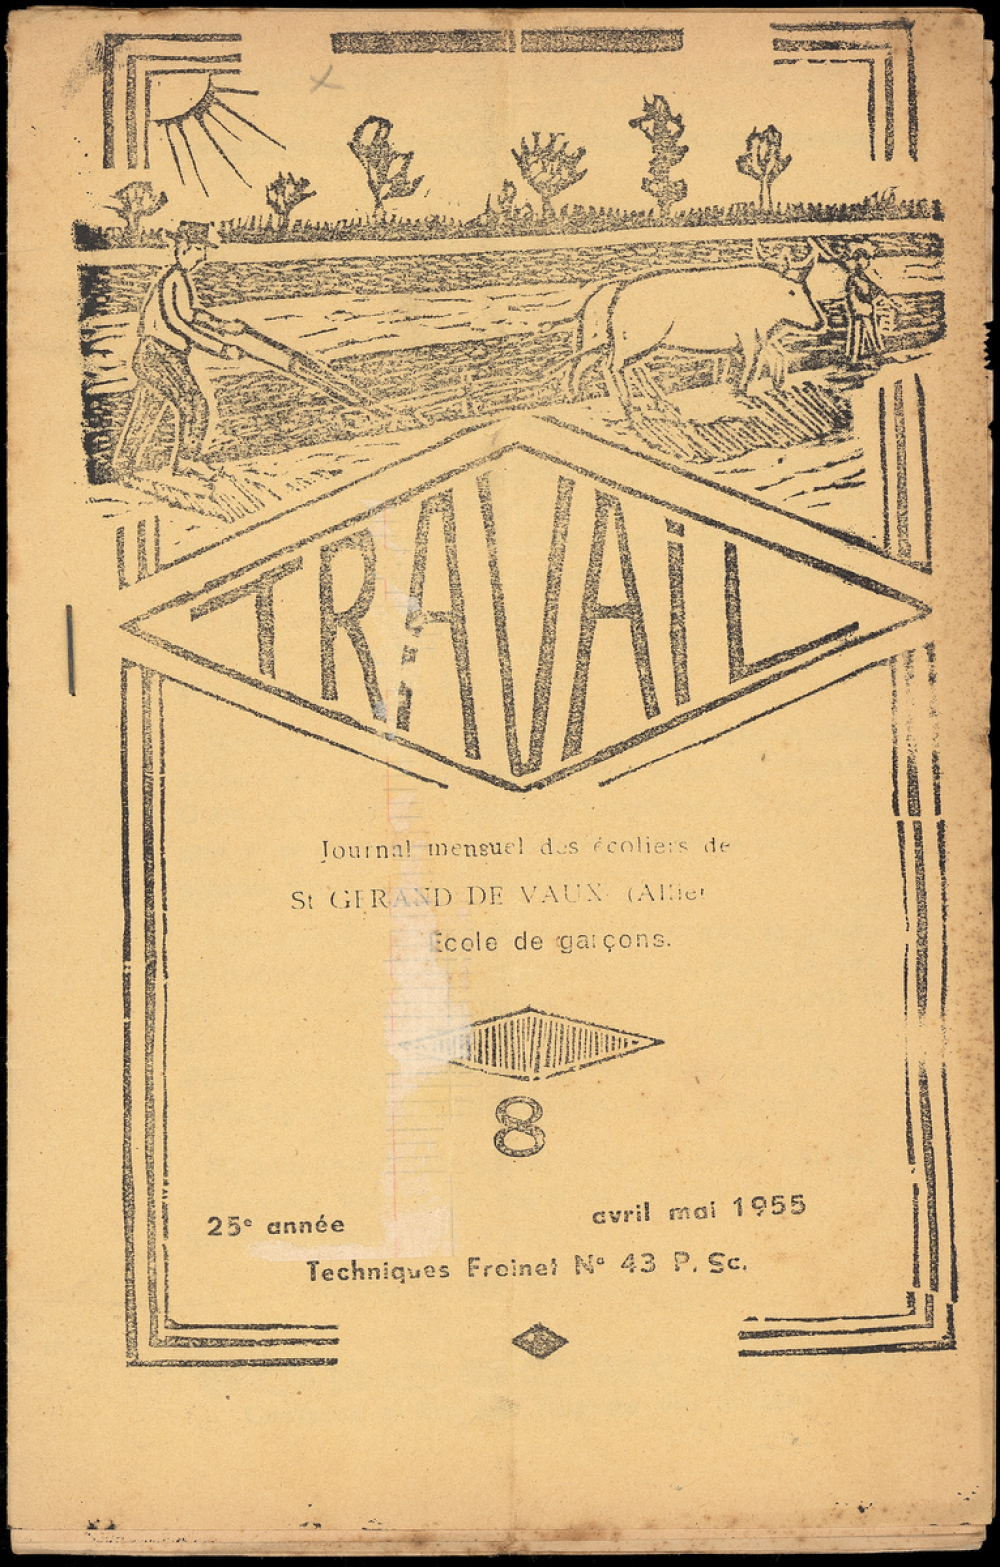 TRAVAiL
Journal mensuel des écoliers de
St GERAND DE VAUX (Allier
Ecole de garçons.
8
25e année
avril mai 1955
Techniques Freinet N° 43 P. Sc.